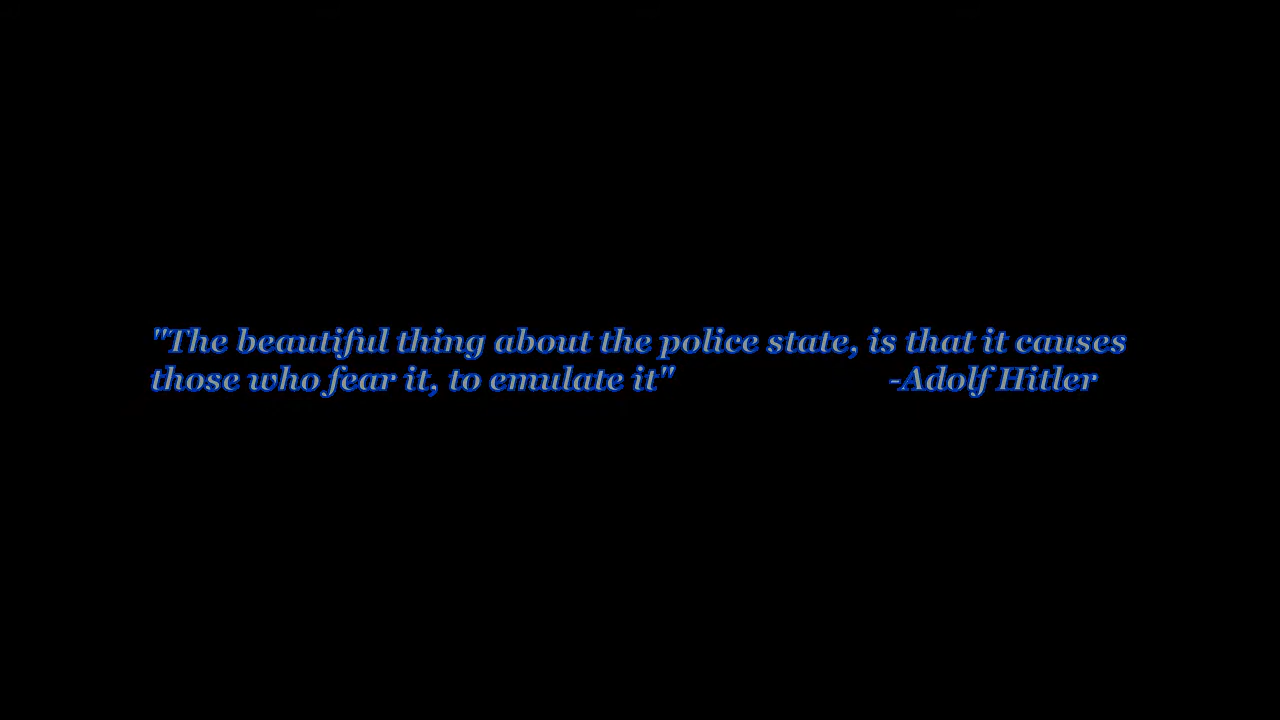 "The beautiful thing about the police state, is that it causes
those who fear it, to emulate it" -Adolf Hitler